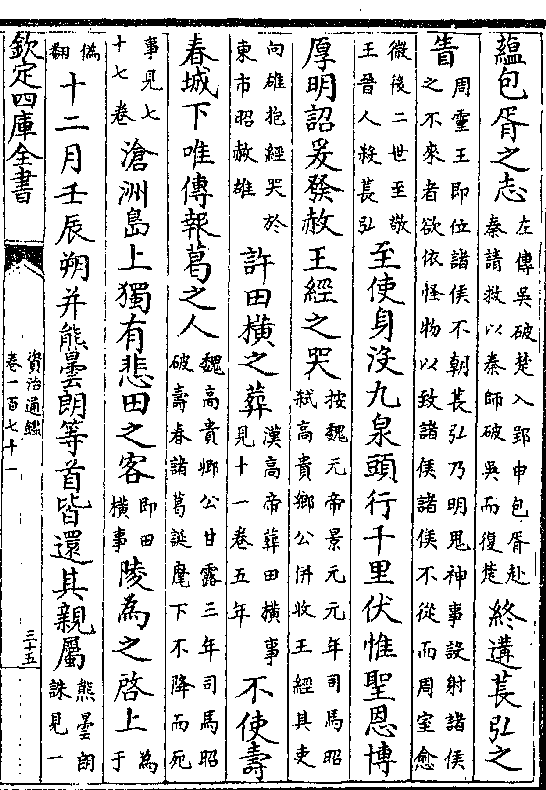 蘊包胥之志左傳吳破楚入郢申包胥赴秦請救以秦師破吳而復楚終遘萇弘之
眚周靈王即位諸侯不朝萇弘乃明鬼神事設射諸侯之不來者欲依怪物以致諸侯諸侯不從而周室愈
微後二世至敬王晉人殺萇弘至使身没九泉頭行千里伏惟聖恩博
厚明詔爰發赦王經之哭按魏元帝景元元年司馬昭弒高貴鄉公併收王經其吏
向雄抱經哭於東市昭赦雄許田横之葬漢高帝葬田横事見十一卷五年不使壽
春城下唯傳報葛之人魏高貴鄉公甘露三年司馬昭破壽春諸葛誕麾下不降而死
事見七十七卷滄洲島上獨有悲田之客即田横事陵為之啓上為于
偽翻十二月壬辰朔并熊曇朗等首皆還其親屬熊曇朗誅見一
欽定四庫全書
資治通鑑
卷一百七十一
三十五